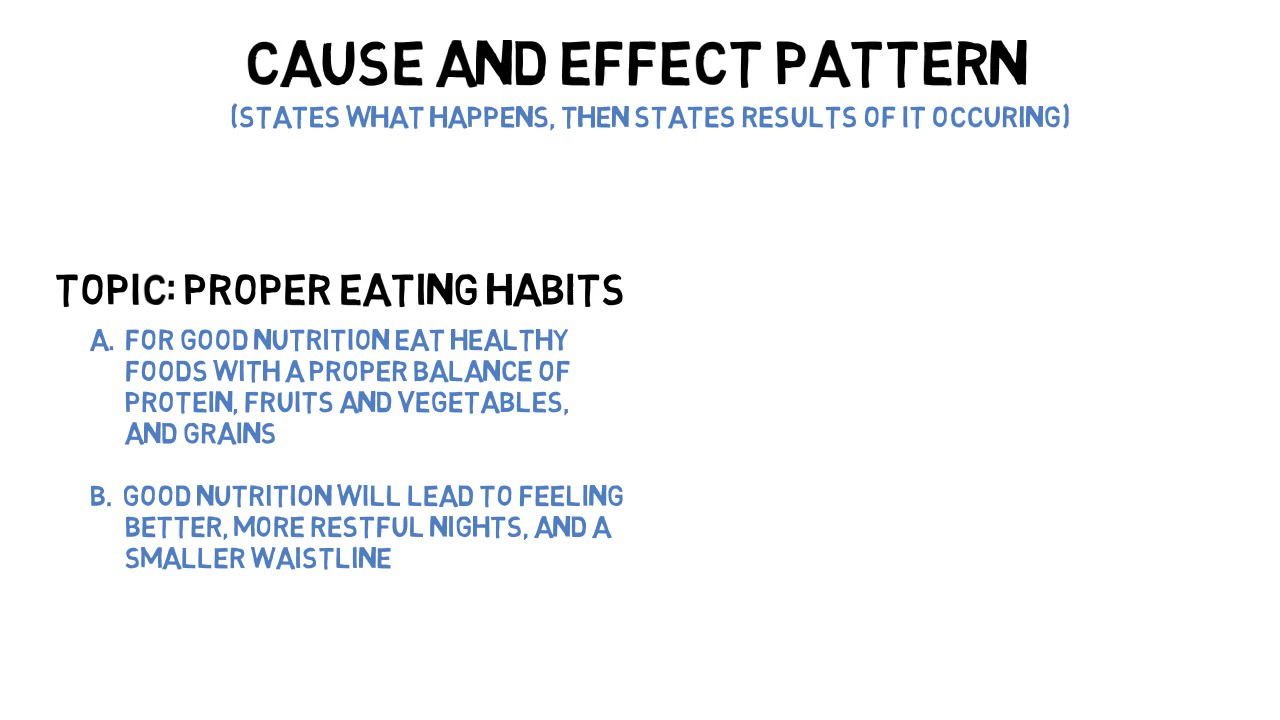 CAUSE AND EFFECT PATTERN
(STATES WHAT HAPPENS, THEN STATES RESULTS OF IT OCCURING)
TOPIC: PROPER EATING HABITS
A. FOR GOOD NUTRITION EAT HEALTHY
FOODS WITH A PROPER BALANCE OF
PROTEIN, FRUITS AND VEGETABLES,
AND GRAINS
B. GOOD NUTRITION WILL LEAD TO FEELING
BETTER, MORE RESTFUL NIGHTS, AND A
SMALLER WAISTLINE